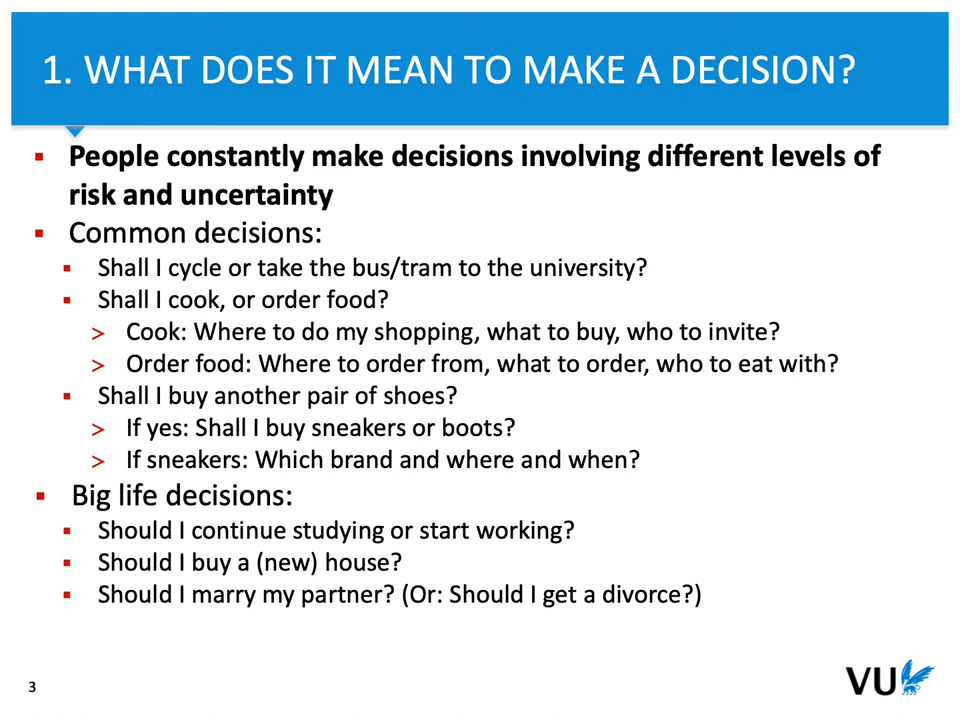 1. WHAT DOES IT MEAN TO MAKE A DECISION?
▪ People constantly make decisions involving different levels of
risk and uncertainty
▪ Common decisions:
▪ Shall I cycle or take the bus/tram to the university?
▪ Shall I cook, or order food?
> Cook: Where to do my shopping, what to buy, who to invite?
> Order food: Where to order from, what to order, who to eat with?
▪ Shall I buy another pair of shoes?
> If yes: Shall I buy sneakers or boots?
> If sneakers: Which brand and where and when?
▪ Big life decisions:
▪ Should I continue studying or start working?
▪ Should I buy a (new) house?
▪ Should I marry my partner? (Or: Should I get a divorce?)
3
VU